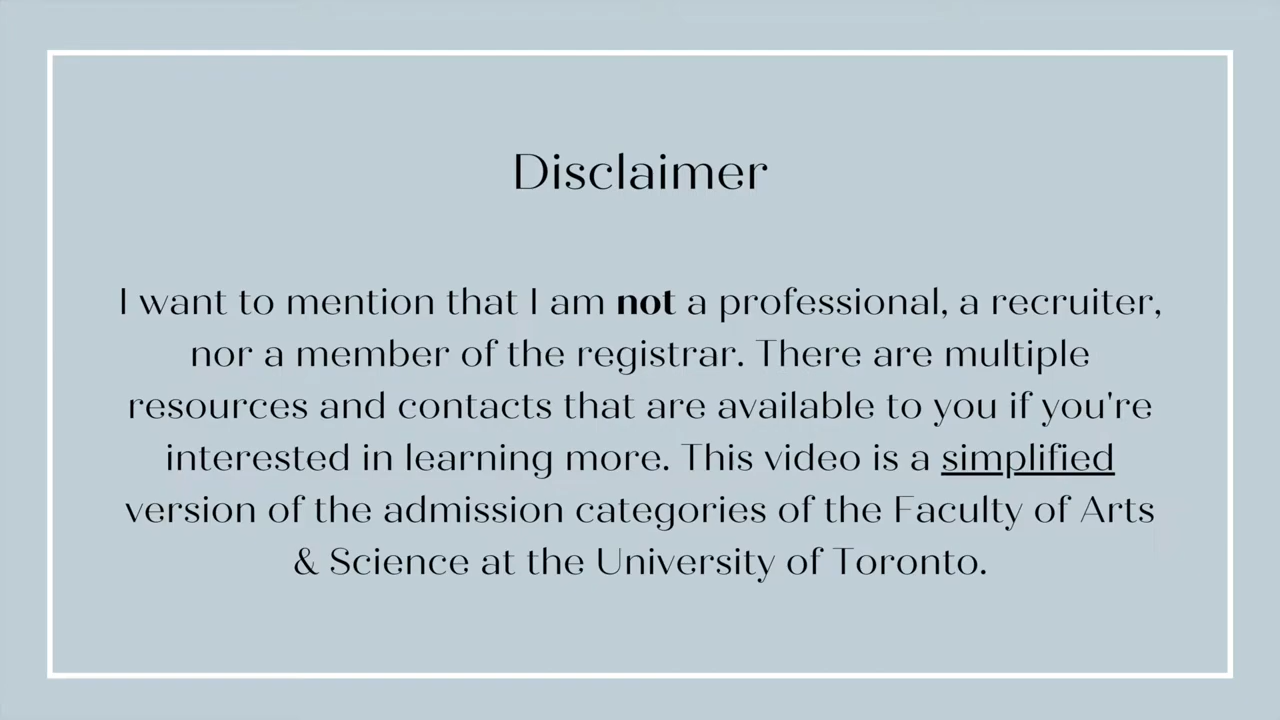 Disclaimer
I want to mention that I am not a professional, a recruiter,
nor a member of the registrar. There are multiple
resources and contacts that are available to you if you're
interested in learning more. This video is a simplified
version of the admission categories of the Faculty of Arts
& Science at the University of Toronto.